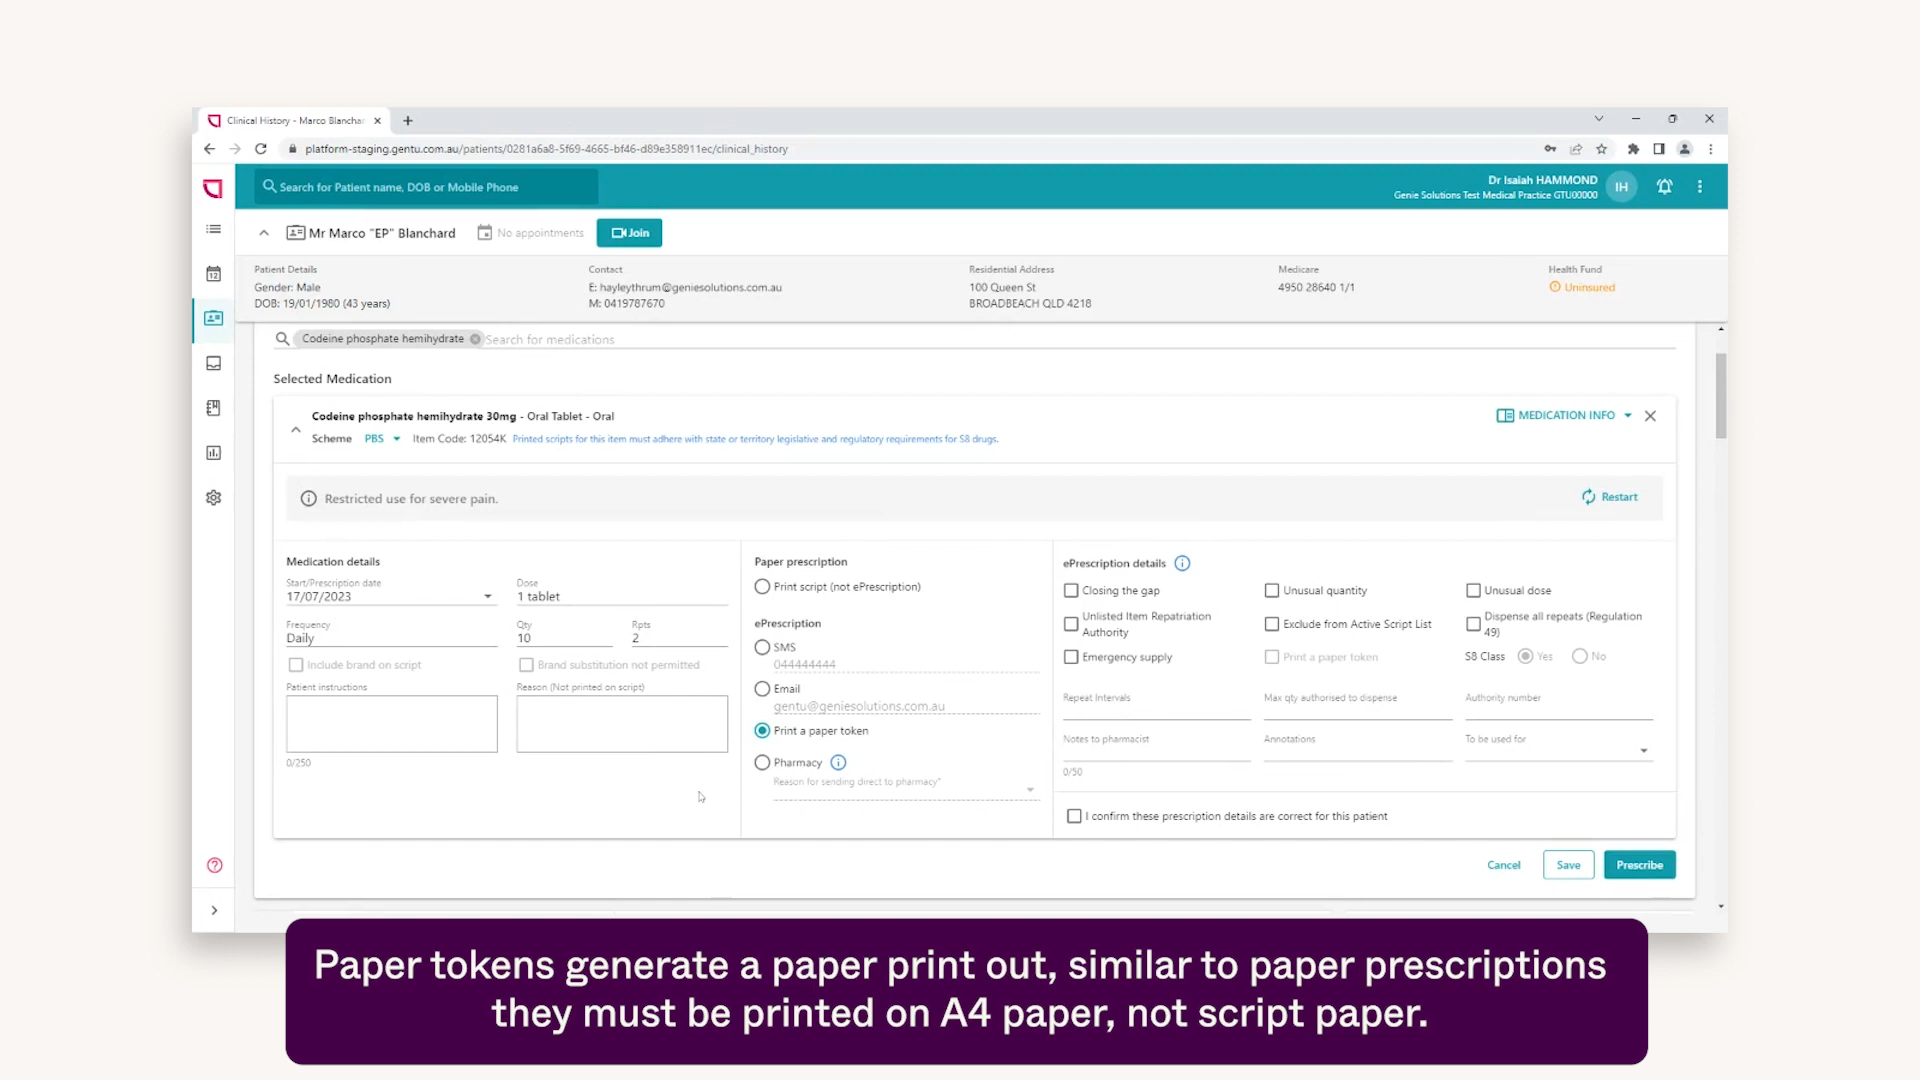 Clinical History - Marco Blancha
platform-staging.gentu.com.au/patients/0281a6a8-5f69-4665-bf46-d89e358911ec/clinical_history
Search for Patient name, DOB or Mobile Phone
Dr Isaiah HAMMOND
Genie Solutions Test Medical Practice GTU00000
IH
Mr Marco "EP" Blanchard
No appointments
Join
Patient Details
Gender: Male
DOB: 19/01/1980 (43 years)
Contact
E: hayleythrum@geniesolutions.com.au
M: 0419787670
Residential Address
100 Queen St
BROADBEACH QLD 4218
Medicare
4950 28640 1/1
Health Fund
Uninsured
12
Codeine phosphate hemihydrate
Search for medications
Selected Medication
Codeine phosphate hemihydrate 30mg - Oral Tablet - Oral
Scheme PBS Item Code: 12054K Printed scripts for this item must adhere with state or territory legislative and regulatory requirements for S8 drugs.
MEDICATION INFO
Restricted use for severe pain.
Restart
Medication details
Start/Prescription date
17/07/2023
Dose
1 tablet
Frequency
Daily
Qty
10
Rpts
2
Include brand on script
Brand substitution not permitted
Patient instructions
Reason (Not printed on script)
0/250
Paper prescription
Print script (not ePrescription)
ePrescription
SMS
044444444
Email
gentu@geniesolutions.com.au
Print a paper token
Pharmacy
Reason for sending direct to pharmacy*
ePrescription details
Closing the gap
Unusual quantity
Unusual dose
Unlisted Item Repatriation
Authority
Exclude from Active Script List
Dispense all repeats (Regulation
49)
Emergency supply
Print a paper token
S8 Class Yes No
Repeat Intervals
Max qty authorised to dispense
Authority number
Notes to pharmacist
Annotations
To be used for
0/50
I confirm these prescription details are correct for this patient
Cancel
Save
Prescribe
Paper tokens generate a paper print out, similar to paper prescriptions
they must be printed on A4 paper, not script paper.